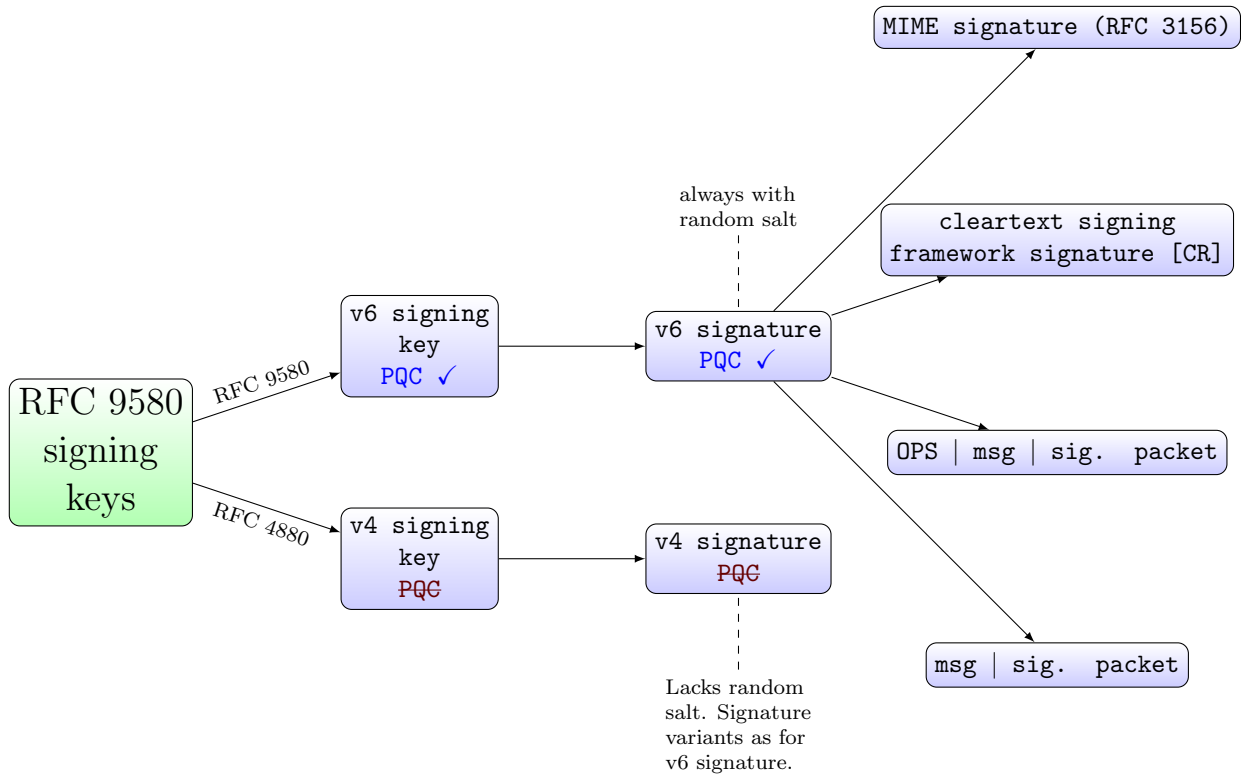 MIME signature (RFC 3156)
always with
random salt
cleartext signing
framework signature [CR]
v6 signing
key
PQC ✓
v6 signature
PQC ✓
RFC 9580
RFC 9580
signing
keys
OPS | msg | sig. packet
RFC 4880
v4 signing
key
PQC
v4 signature
PQC
msg | sig. packet
Lacks random
salt. Signature
variants as for
v6 signature.